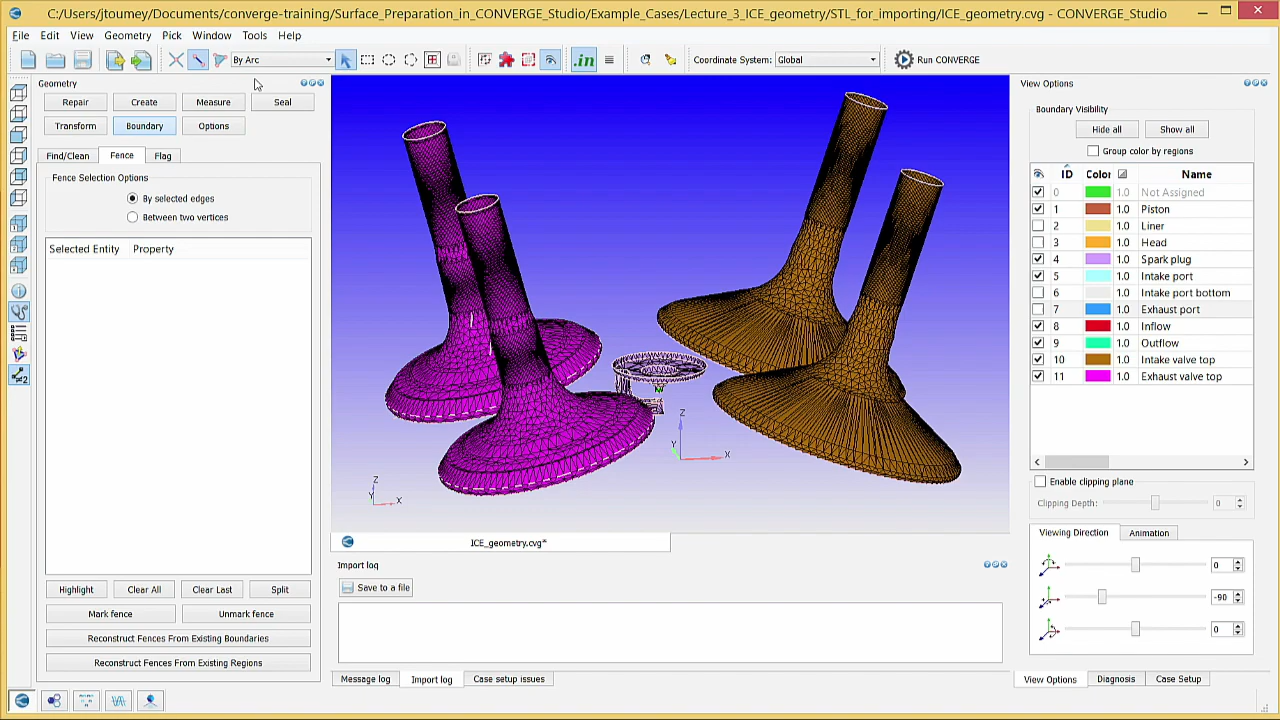 C:/Users/jtoumey/Documents/converge-training/Surface_Preparation_in_CONVERGE_Studio/Example_Cases/Lecture_3_ICE_geometry/STL_for_importing/ICE_geometry.cvg - CONVERGE_Studio
File Edit View Geometry Pick Window Tools Help
By Arc .in Coordinate System: Global Run CONVERGE
Geometry
Repair Create Measure Seal
Transform Boundary Options
Find/Clean Fence Flag
Fence Selection Options
By selected edges
Between two vertices
Selected Entity Property
Highlight Clear All Clear Last Split
Mark fence Unmark fence
Reconstruct Fences From Existing Boundaries
Reconstruct Fences From Existing Regions
Z
Y
X
Z
Y
X
ICE_geometry.cvg*
Import log
Save to a file
Message log Import log Case setup issues
View Options
Boundary Visibility
Hide all Show all
Group color by regions
ID Color Name
0 1.0 Not Assigned
1 1.0 Piston
2 1.0 Liner
3 1.0 Head
4 1.0 Spark plug
5 1.0 Intake port
6 1.0 Intake port bottom
7 1.0 Exhaust port
8 1.0 Inflow
9 1.0 Outflow
10 1.0 Intake valve top
11 1.0 Exhaust valve top
Enable clipping plane
Clipping Depth: 0
Viewing Direction Animation
0
-90
0
View Options Diagnosis Case Setup